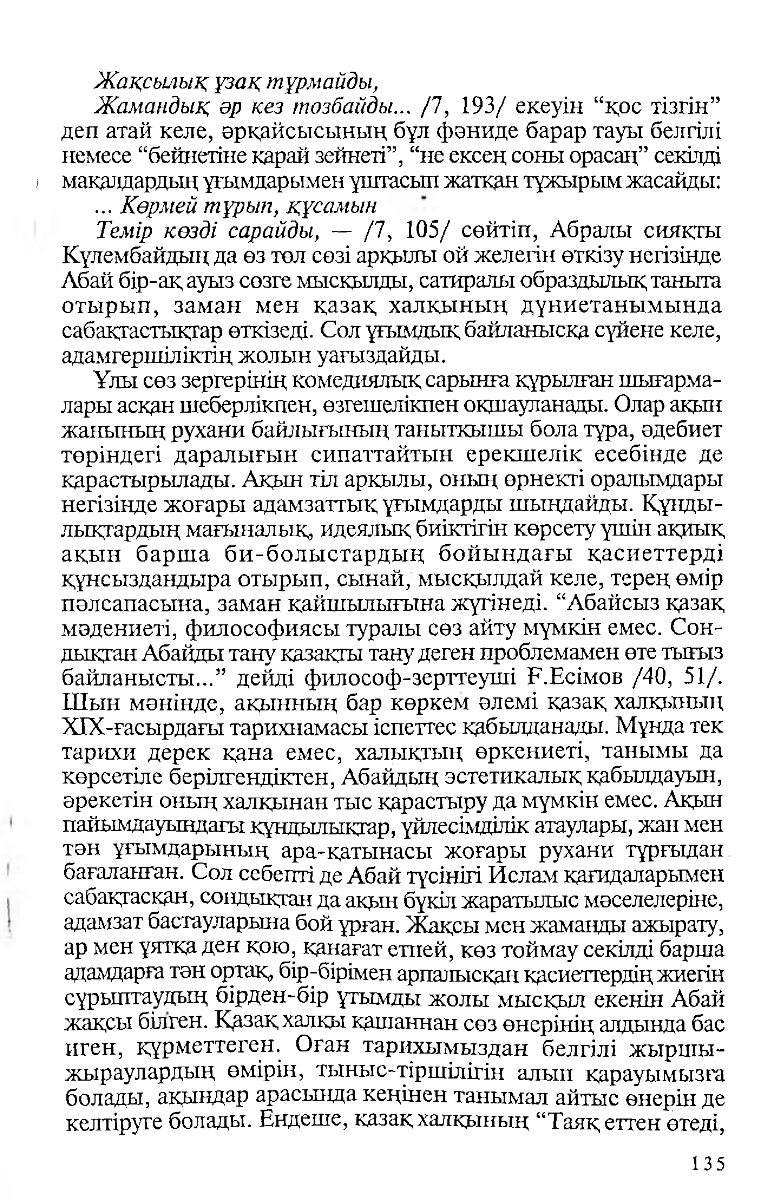 Жақсылық ұзақ тұрмайды,
Жамандық әр кез тозбайды... /7, 193/ екеуін “қос тізгін”
деп атай келе, әрқайсысының бұл фәниде барар тауы белгілі
немесе “бейнетіне қарай зейнеті”, “не ексең соны орасаң” секілді
мақалдардың ұғымдарымен ұштасып жатқан тұжырым жасайды:
... Көрмей тұрып, құсамын
Темір көзді сарайды, — /7, 105/ сөйтіп, Абралы сияқты
Күлембайдың да өз төл сөзі арқылы ой желегін өткізу негізінде
Абай бір-ақ ауыз сөзге мысқылды, сатиралы образдылық таныта
отырып, заман мен қазақ халқының дүниетанымында
сабақтастықтар өткізеді. Сол ұғымдық байланысқа сүйене келе,
адамгершіліктің жолын уағыздайды.
Ұлы сөз зергерінің комедиялық сарынға құрылған шығарма-
лары асқан шеберлікпен, өзгешелікпен оқшауланады. Олар ақын
жанының рухани байлығының танытқышы бола тұра, әдебиет
төріндегі даралығын сипаттайтын ерекшелік есебінде де
қарастырылады. Ақын тіл арқылы, оның өрнекті оралымдары
негізінде жоғары адамзаттық ұғымдарды шыңдайды. Құнды-
лықтардың мағыналық, идеялық биіктігін көрсету үшін ақиық
ақын барша би-болыстардың бойындағы қасиеттерді
құнсыздандыра отырып, сынай, мысқылдай келе, терең өмір
пәлсапасына, заман қайшылығына жүгінеді. “Абайсыз қазақ
мәдениеті, философиясы туралы сөз айту мүмкін емес. Сон-
дықтан Абайды тану қазақты тану деген проблемамен өте тығыз
байланысты...” дейді философ-зерттеуші Ғ.Есімов /40, 51/.
Шын мәнінде, ақынның бар көркем әлемі қазақ халқының
XIX-ғасырдағы тарихнамасы іспеттес қабылданады. Мұнда тек
тарихи дерек қана емес, халықтың өркениеті, танымы да
көрсетіле берілгендіктен, Абайдың эстетикалық қабылдауын,
әрекетін оның халқынан тыс қарастыру да мүмкін емес. Ақын
пайымдауындағы құндылықтар, үйлесімділік атаулары, жан мен
тән ұғымдарының ара-қатынасы жоғары рухани тұрғыдан
бағаланған. Сол себепті де Абай түсінігі Ислам қағидаларымен
сабақтасқан, сондықтан да ақын бүкіл жаратылыс мәселелеріне,
адамзат бастауларына бой ұрған. Жақсы мен жаманды ажырату,
ар мен ұятқа ден қою, қанағат етпей, көз тоймау секілді барша
адамдарға тән ортақ, бір-бірімен арпалысқан қасиеттердің жиегін
сұрыптаудың бірден-бір ұтымды жолы мысқыл екенін Абай
жақсы білген. Қазақ халқы қашаннан сөз өнерінің алдында бас
иген, құрметтеген. Оған тарихымыздан белгілі жыршы-
жыраулардың өмірін, тыныс-тіршілігін алып қарауымызға
болады, ақындар арасында кеңінен танымал айтыс өнерін де
келтіруге болады. Ендеше, қазақ халқының “Таяқ еттен өтеді,
135